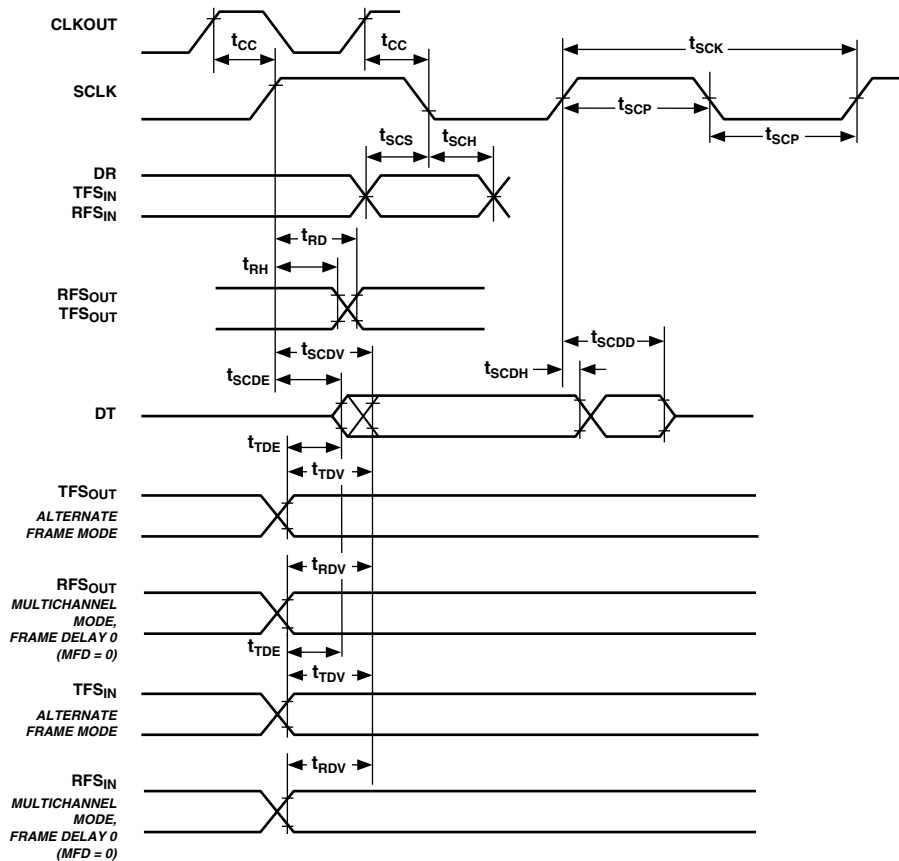 CLKOUT
tCC tCC tSCK
SCLK
tSCP
tSCP
tSCS tSCH
DR
TFSIN
RFSIN
tRD
tRH
RFSOUT
TFSOUT
tSCDV tSCDD
tSCDE tSCDH
DT
tTDE
tTDV
TFSOUT
ALTERNATE
FRAME MODE
tRDV
RFSOUT
MULTICHANNEL
MODE,
FRAME DELAY 0
(MFD = 0)
tTDE
tTDV
TFSIN
ALTERNATE
FRAME MODE
tRDV
RFSIN
MULTICHANNEL
MODE,
FRAME DELAY 0
(MFD = 0)